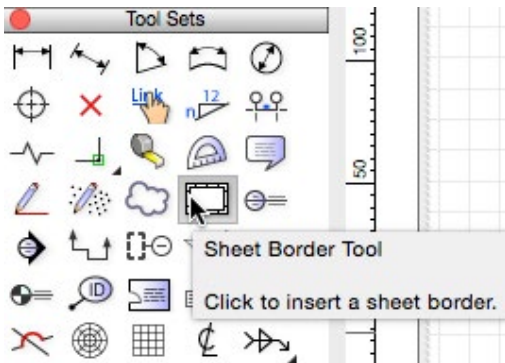 Tool Sets
100
Link
12
n
50
Sheet Border Tool
ID
Click to insert a sheet border.